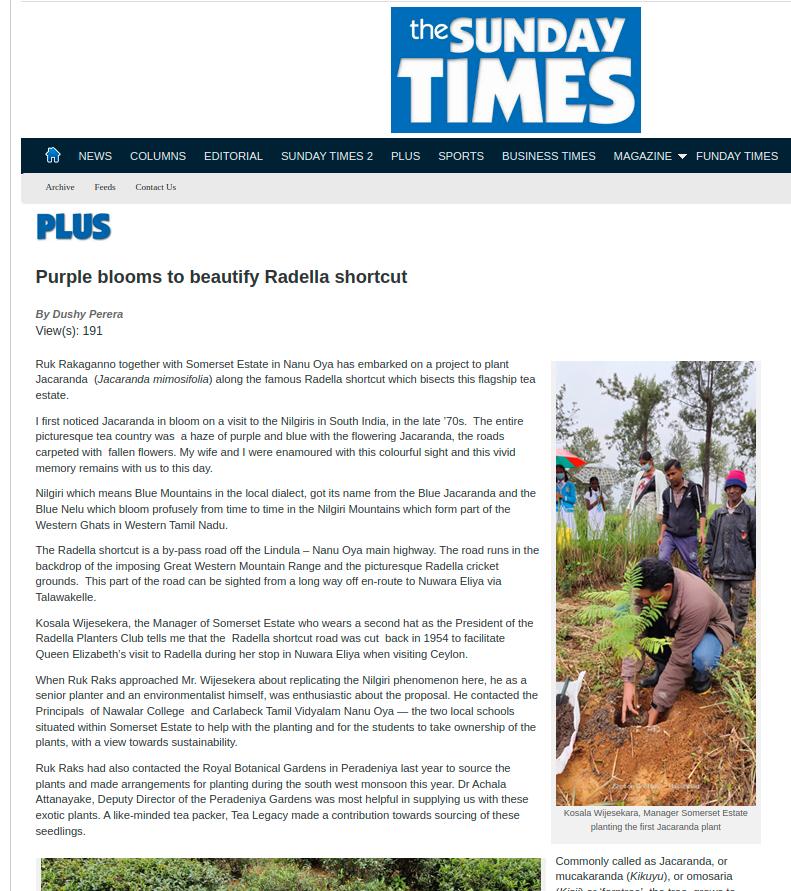 the SUNDAY
TIMES
NEWS COLUMNS EDITORIAL SUNDAY TIMES 2 PLUS SPORTS BUSINESS TIMES MAGAZINE FUNDAY TIMES
Archive Feeds Contact Us
PLUS
Purple blooms to beautify Radella shortcut
By Dushy Perera
View(s): 191
Ruk Rakaganno together with Somerset Estate in Nanu Oya has embarked on a project to plant
Jacaranda (Jacaranda mimosifolia) along the famous Radella shortcut which bisects this flagship tea
estate.
I first noticed Jacaranda in bloom on a visit to the Nilgiris in South India, in the late ’70s. The entire
picturesque tea country was a haze of purple and blue with the flowering Jacaranda, the roads
carpeted with fallen flowers. My wife and I were enamoured with this colourful sight and this vivid
memory remains with us to this day.
Nilgiri which means Blue Mountains in the local dialect, got its name from the Blue Jacaranda and the
Blue Nelu which bloom profusely from time to time in the Nilgiri Mountains which form part of the
Western Ghats in Western Tamil Nadu.
The Radella shortcut is a by-pass road off the Lindula – Nanu Oya main highway. The road runs in the
backdrop of the imposing Great Western Mountain Range and the picturesque Radella cricket
grounds. This part of the road can be sighted from a long way off en-route to Nuwara Eliya via
Talawakelle.
Kosala Wijesekera, the Manager of Somerset Estate who wears a second hat as the President of the
Radella Planters Club tells me that the Radella shortcut road was cut back in 1954 to facilitate
Queen Elizabeth’s visit to Radella during her stop in Nuwara Eliya when visiting Ceylon.
When Ruk Raks approached Mr. Wijesekera about replicating the Nilgiri phenomenon here, he as a
senior planter and an environmentalist himself, was enthusiastic about the proposal. He contacted the
Principals of Nawalar College and Carlabeck Tamil Vidyalam Nanu Oya — the two local schools
situated within Somerset Estate to help with the planting and for the students to take ownership of the
plants, with a view towards sustainability.
Ruk Raks had also contacted the Royal Botanical Gardens in Peradeniya last year to source the
plants and made arrangements for planting during the south west monsoon this year. Dr Achala
Attanayake, Deputy Director of the Peradeniya Gardens was most helpful in supplying us with these
exotic plants. A like-minded tea packer, Tea Legacy made a contribution towards sourcing of these
seedlings.
Kosala Wijesekera, Manager Somerset Estate
planting the first Jacaranda plant
Commonly called as Jacaranda, or
mucakaranda (Kikuyu), or omosaria